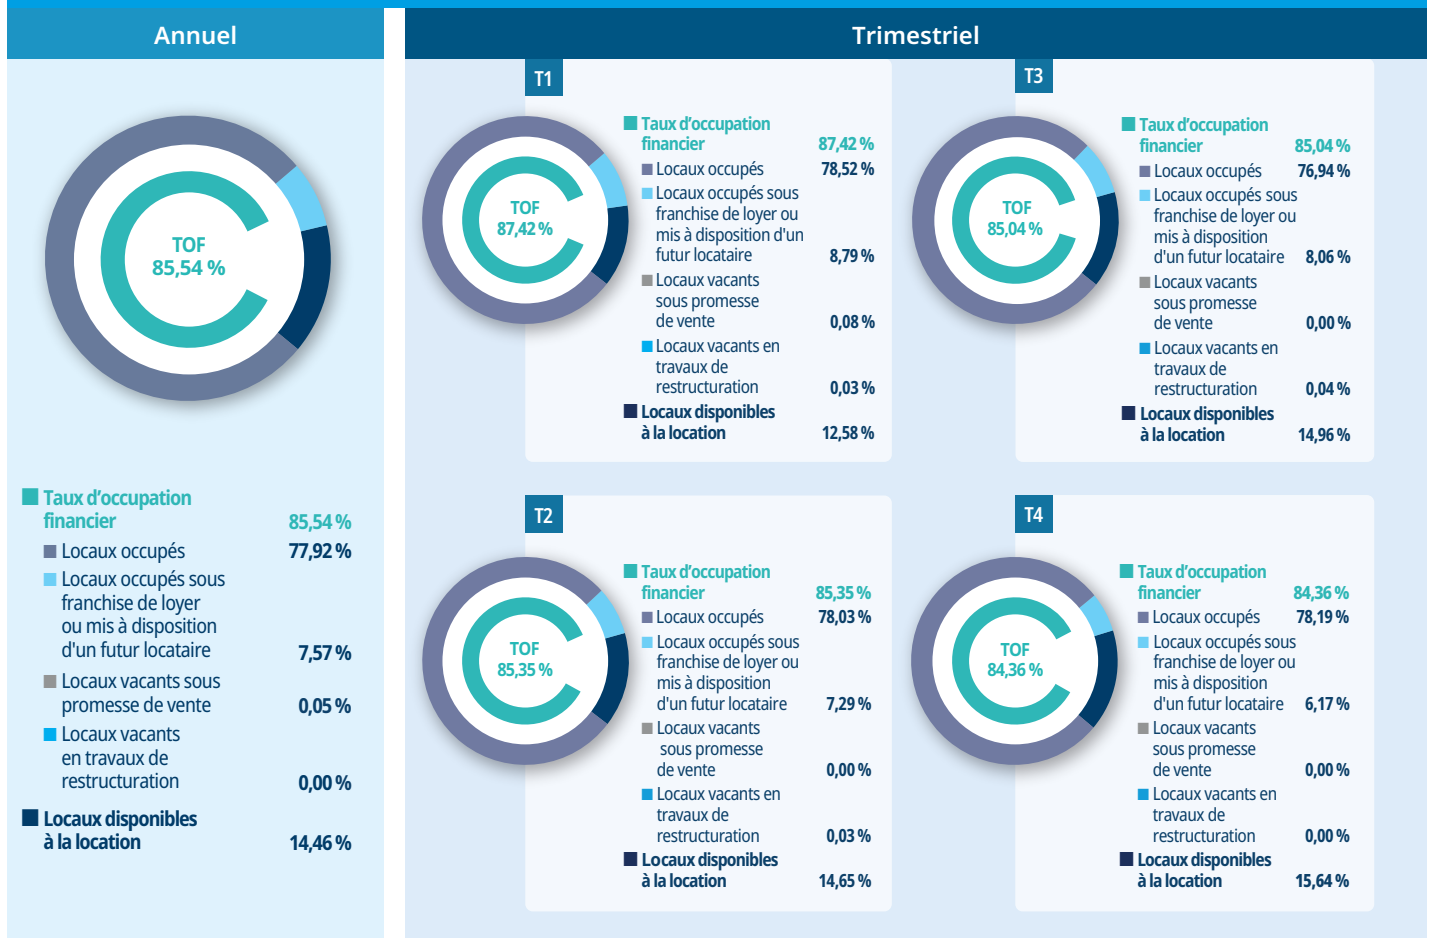 Annuel
TOF
85,54 %
Taux d’occupation
financier 85,54 %
Locaux occupés 77,92 %
Locaux occupés sous
franchise de loyer
ou mis à disposition
d'un futur locataire 7,57 %
Locaux vacants sous
promesse de vente 0,05 %
Locaux vacants
en travaux de
restructuration 0,00 %
Locaux disponibles
à la location 14,46 %
Trimestriel
T1
TOF
87,42 %
Taux d’occupation
financier 87,42 %
Locaux occupés 78,52 %
Locaux occupés sous
franchise de loyer ou
mis à disposition d'un
futur locataire 8,79 %
Locaux vacants
sous promesse
de vente 0,08 %
Locaux vacants en
travaux de
restructuration 0,03 %
Locaux disponibles
à la location 12,58 %
T2
TOF
85,35 %
Taux d’occupation
financier 85,35 %
Locaux occupés 78,03 %
Locaux occupés sous
franchise de loyer ou
mis à disposition
d'un futur locataire 7,29 %
Locaux vacants
sous promesse
de vente 0,00 %
Locaux vacants en
travaux de
restructuration 0,03 %
Locaux disponibles
à la location 14,65 %
T3
TOF
85,04 %
Taux d’occupation
financier 85,04 %
Locaux occupés 76,94 %
Locaux occupés sous
franchise de loyer ou
mis à disposition
d'un futur locataire 8,06 %
Locaux vacants
sous promesse
de vente 0,00 %
Locaux vacants en
travaux de
restructuration 0,04 %
Locaux disponibles
à la location 14,96 %
T4
TOF
84,36 %
Taux d’occupation
financier 84,36 %
Locaux occupés 78,19 %
Locaux occupés sous
franchise de loyer ou
mis à disposition
d'un futur locataire 6,17 %
Locaux vacants
sous promesse
de vente 0,00 %
Locaux vacants en
travaux de
restructuration 0,00 %
Locaux disponibles
à la location 15,64 %